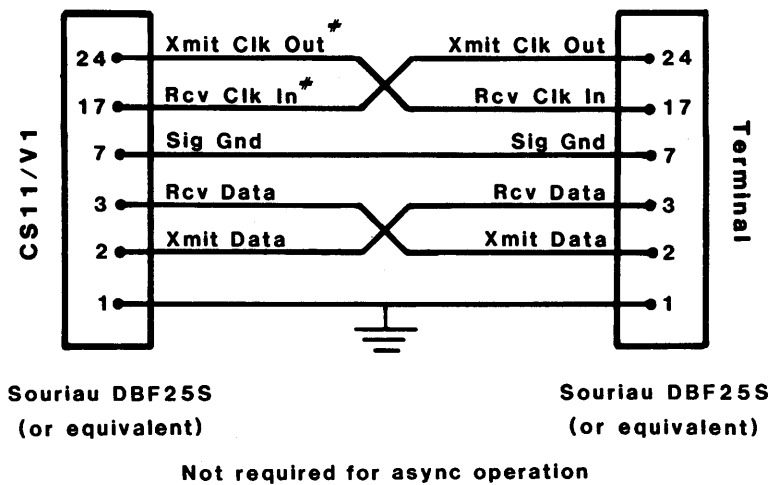 Xmit Clk Out# Xmit Clk Out
24 24
Rcv Clk In# Rcv Clk In
17 17
Sig Gnd Sig Gnd
7 7
Rcv Data Rcv Data
3 3
Xmit Data Xmit Data
2 2
1 1
CS11/V1
Terminal
Souriau DBF25S Souriau DBF25S
(or equivalent) (or equivalent)
Not required for async operation